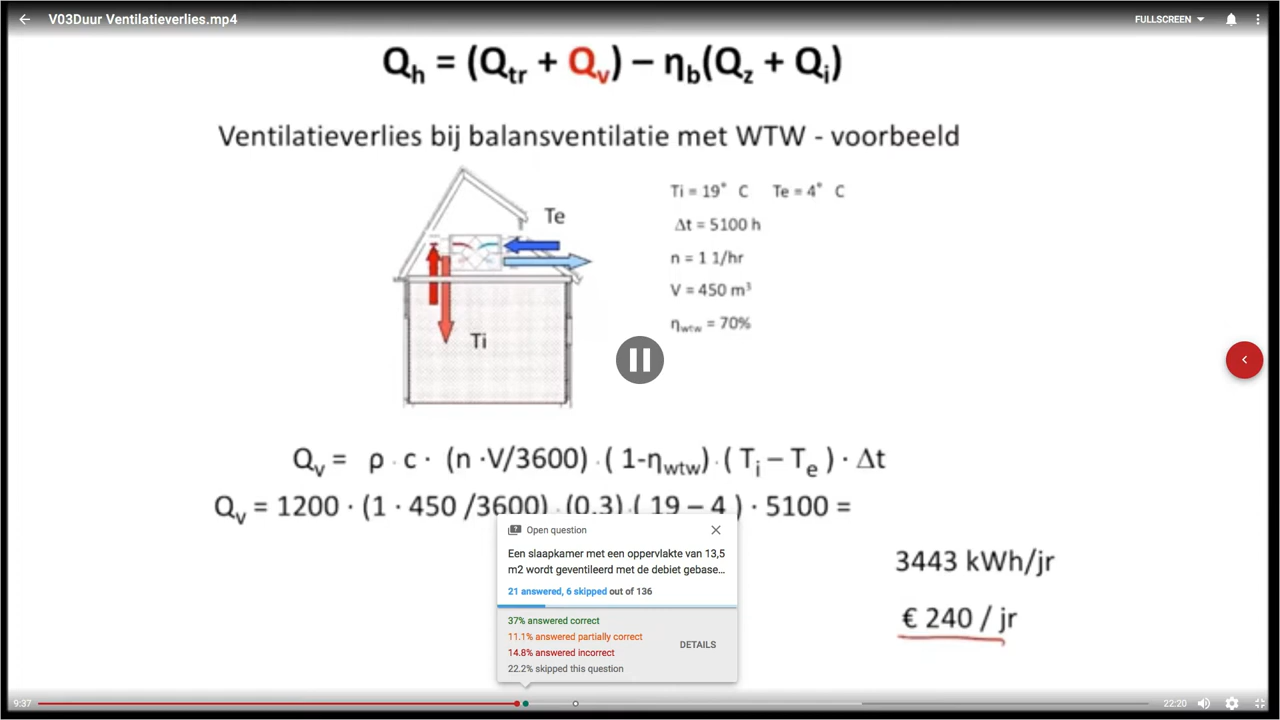 V03Duur Ventilatieverlies.mp4
FULLSCREEN
Qh = (Qtr + Qv) – ηb(Qz + Qi)
Ventilatieverlies bij balansventilatie met WTW - voorbeeld
Te
Ti
Ti = 19° C Te = 4° C
Δt = 5100 h
n = 1 1/hr
V = 450 m³
ηwtw = 70%
Qv = ρ · c · (n ·V/3600) · ( 1-ηwtw) · ( Ti – Te ) · Δt
Qv = 1200 · (1 · 450 /3600) · (0,3) ( 19 – 4 ) · 5100 =
3443 kWh/jr
€ 240 / jr
Open question
Een slaapkamer met een oppervlakte van 13,5
m2 wordt geventileerd met de debiet gebase...
21 answered, 6 skipped out of 136
37% answered correct
11.1% answered partially correct
14.8% answered incorrect
22.2% skipped this question
DETAILS
9:37
22:20